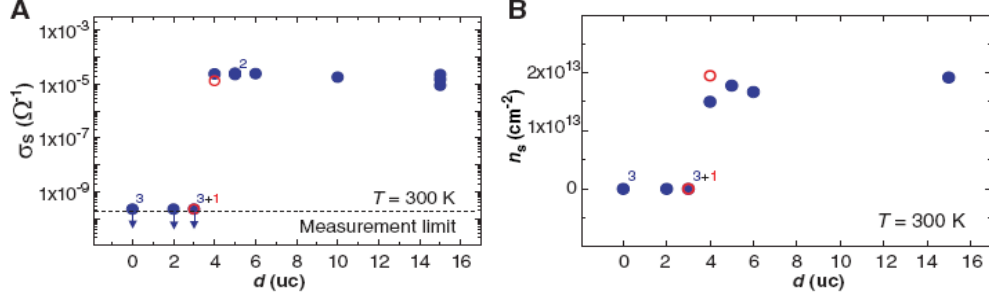 A
1x10⁻³
1x10⁻⁵
1x10⁻⁷
1x10⁻⁹
σs (Ω⁻¹)
2
3
3+1
T = 300 K
Measurement limit
0 2 4 6 8 10 12 14 16
d (uc)
B
2x10¹³
1x10¹³
0
nₛ (cm⁻²)
3
3+1
T = 300 K
0 2 4 6 8 10 12 14 16
d (uc)